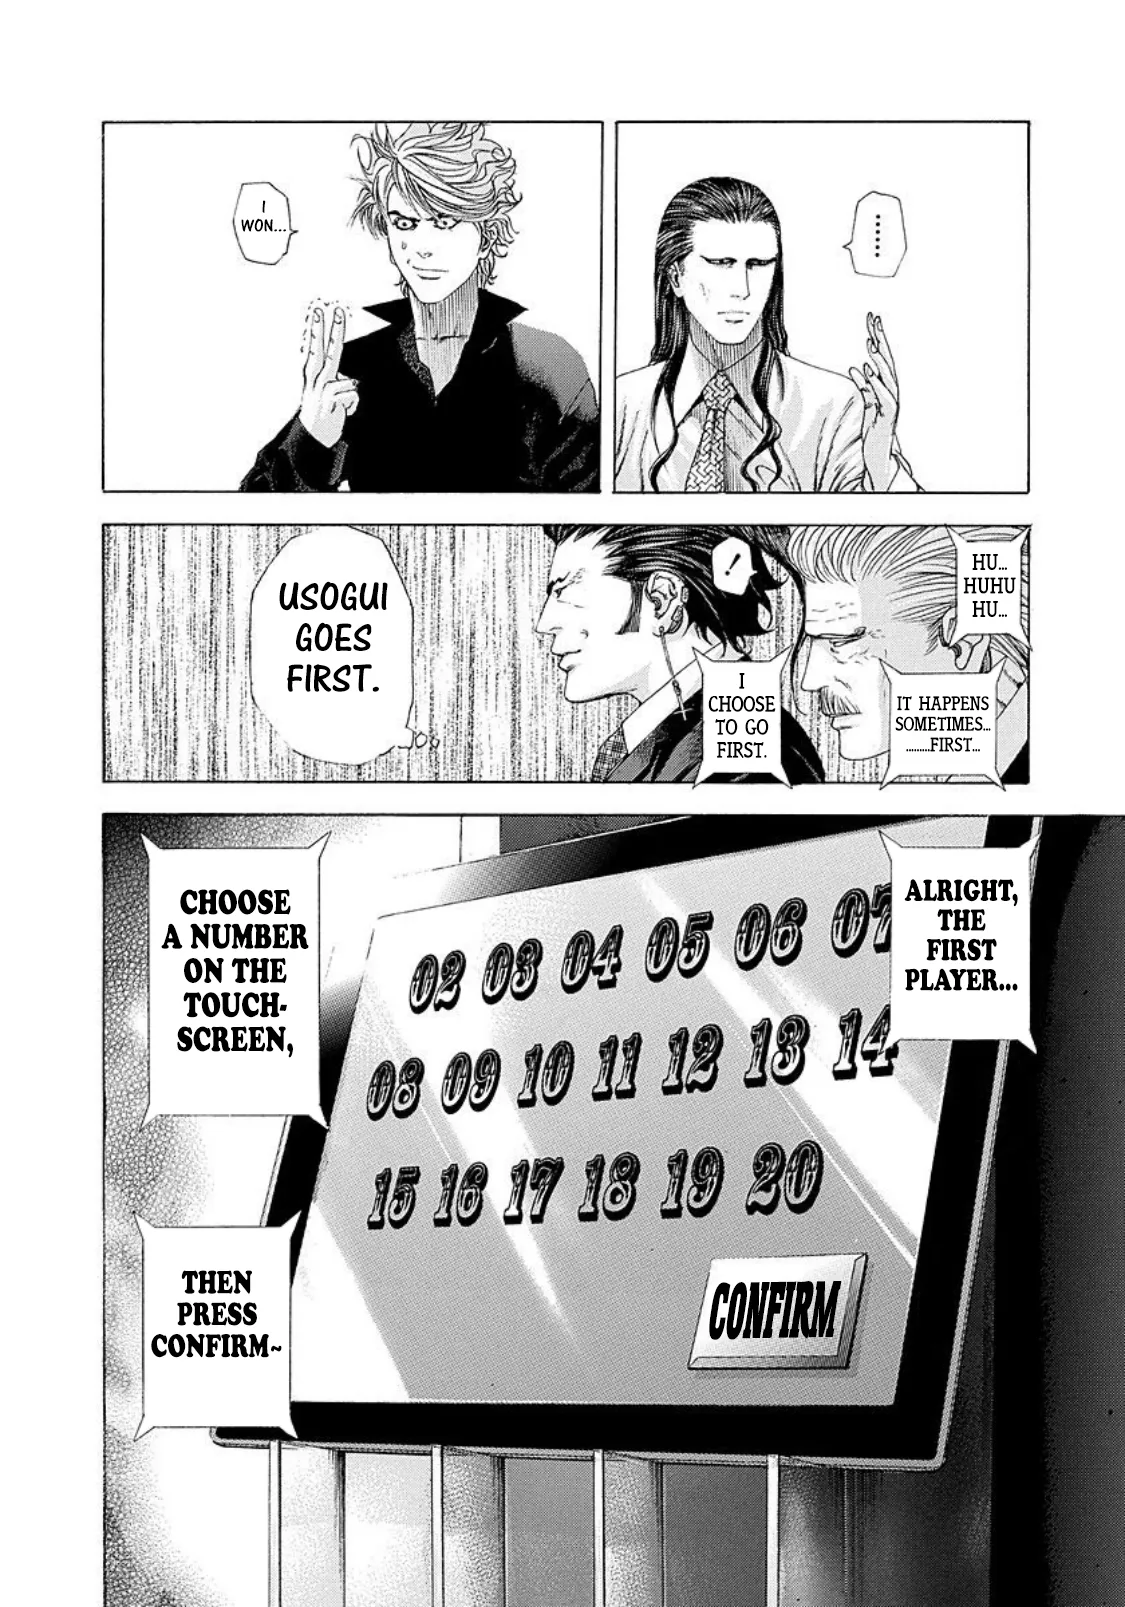 ......
I
WON...
HU...
HUHU
HU...
IT HAPPENS
SOMETIMES...
.........FIRST...
!
I
CHOOSE
TO GO
FIRST.
USOGUI
GOES
FIRST.
ALRIGHT,
THE
FIRST
PLAYER...
CHOOSE
A NUMBER
ON THE
TOUCH-
SCREEN,
02 03 04 05 06 07
08 09 10 11 12 13 14
15 16 17 18 19 20
CONFIRM
THEN
PRESS
CONFIRM~